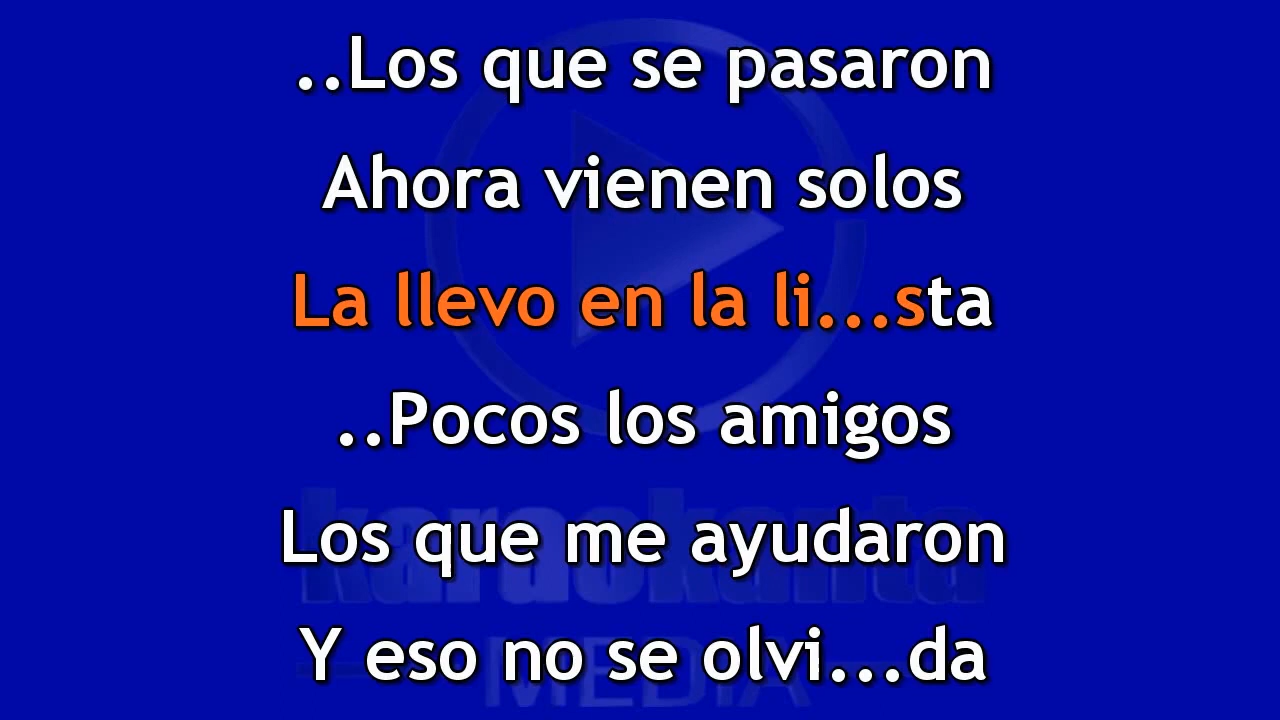 ..Los que se pasaron
Ahora vienen solos
La llevo en la li...sta
..Pocos los amigos
Los que me ayudaron
Y eso no se olvi...da
karaokanta
MEDIA